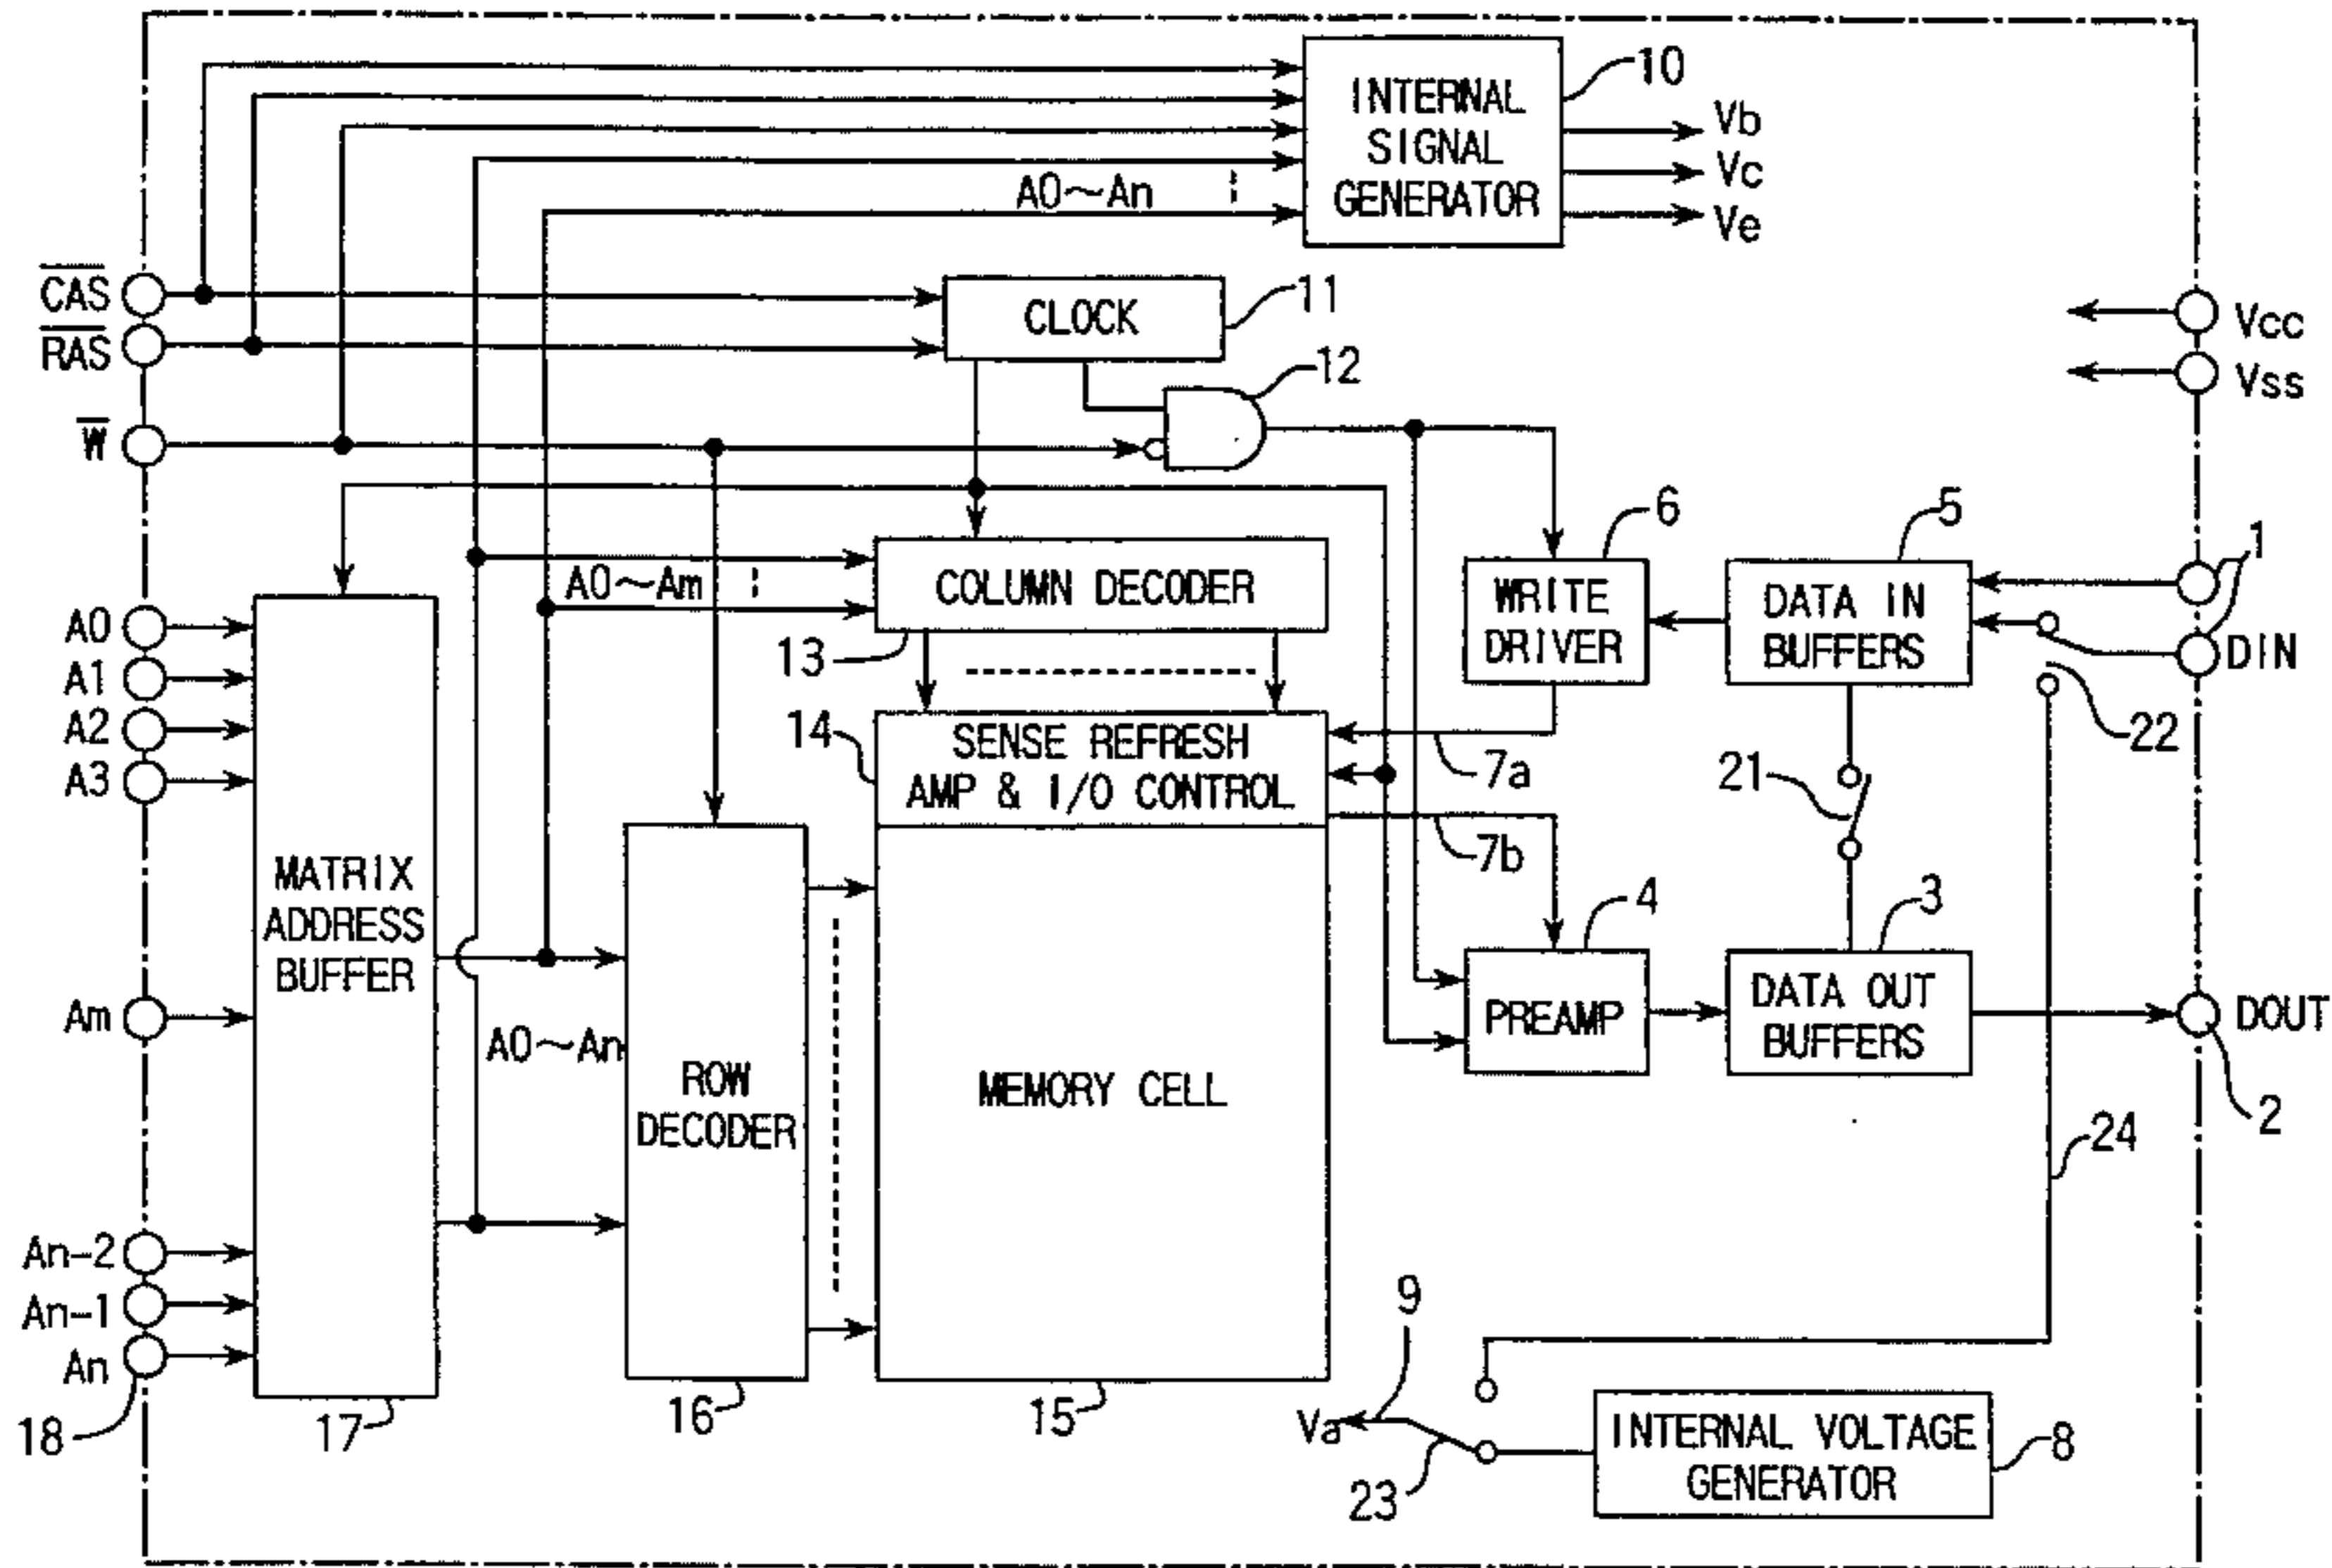 10
INTERNAL
SIGNAL
GENERATOR
Vb
Vc
Ve
A0~An
C̅A̅S̅
R̅A̅S̅
W̅
CLOCK
11
12
Vcc
Vss
6
5
1
A0~Am
COLUMN DECODER
WRITE
DRIVER
DATA IN
BUFFERS
DIN
13
22
A0
A1
A2
A3
14
SENSE REFRESH
AMP & I/O CONTROL
7a
21
7b
MATRIX
ADDRESS
BUFFER
4
3
Am
A0~An
ROW
DECODER
MEMORY CELL
PREAMP
DATA OUT
BUFFERS
DOUT
2
24
An-2
An-1
An
9
18
17
16
15
Va
23
INTERNAL VOLTAGE
GENERATOR
8